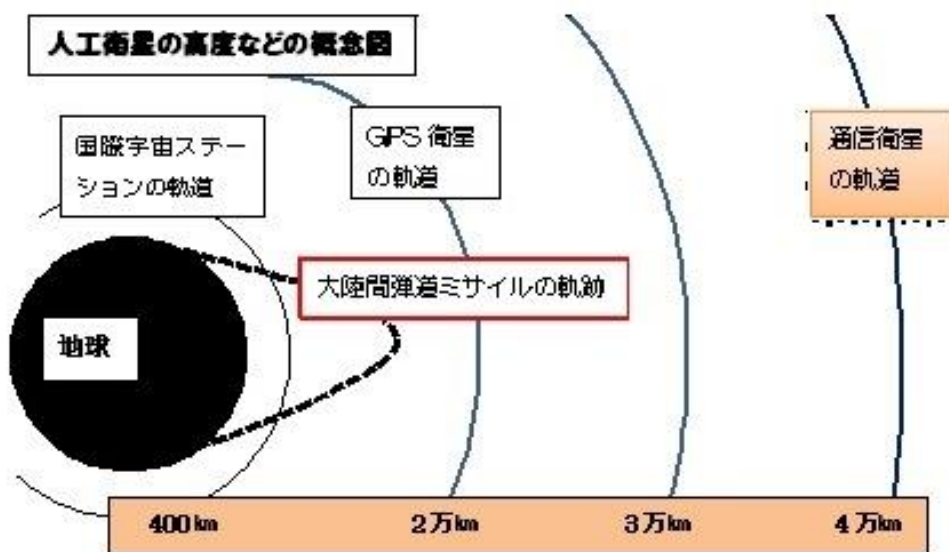 人工衛星の高度などの概念図
国際宇宙ステー
ションの軌道
GPS 衛星
の軌道
通信衛星
の軌道
大陸間弾道ミサイルの軌跡
地球
400km
2万km
3万km
4万km